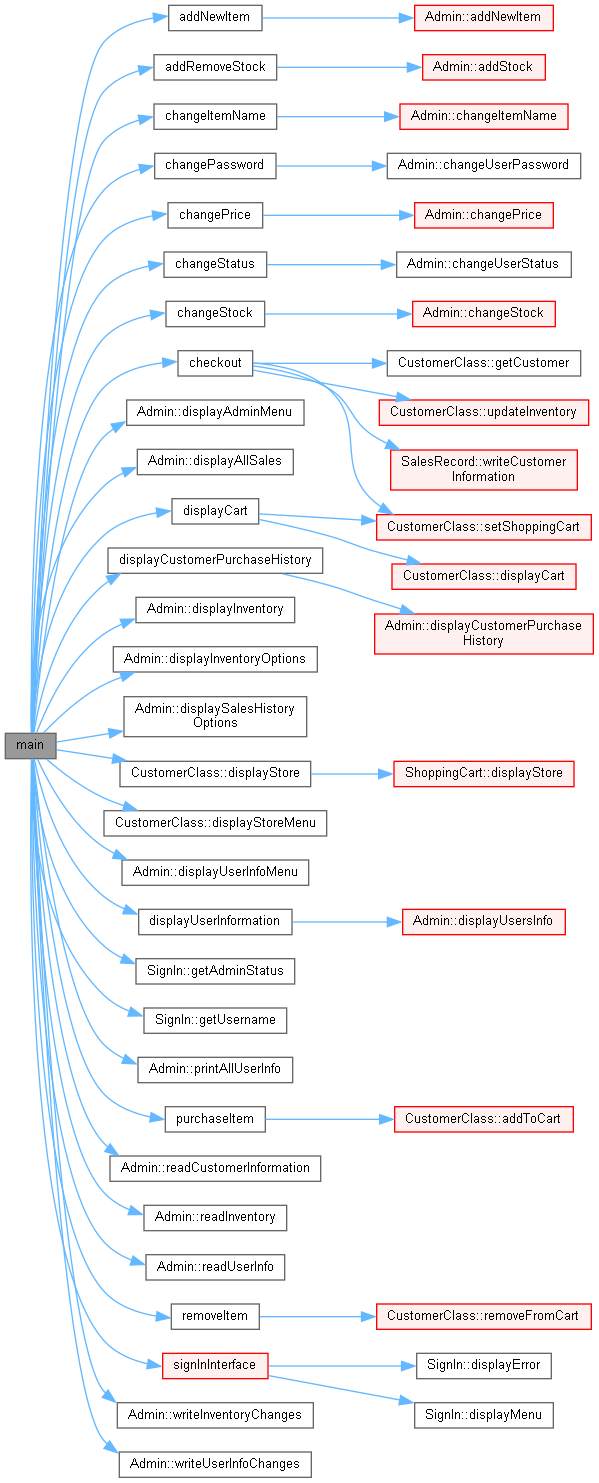 addNewItem
Admin::addNewItem
addRemoveStock
Admin::addStock
changeItemName
Admin::changeItemName
changePassword
Admin::changeUserPassword
changePrice
Admin::changePrice
changeStatus
Admin::changeUserStatus
changeStock
Admin::changeStock
checkout
CustomerClass::getCustomer
Admin::displayAdminMenu
CustomerClass::updateInventory
Admin::displayAllSales
SalesRecord::writeCustomer
Information
displayCart
CustomerClass::setShoppingCart
displayCustomerPurchaseHistory
CustomerClass::displayCart
Admin::displayInventory
Admin::displayCustomerPurchase
History
Admin::displayInventoryOptions
Admin::displaySalesHistory
Options
main
CustomerClass::displayStore
ShoppingCart::displayStore
CustomerClass::displayStoreMenu
Admin::displayUserInfoMenu
displayUserInformation
Admin::displayUsersInfo
SignIn::getAdminStatus
SignIn::getUsername
Admin::printAllUserInfo
purchaseItem
CustomerClass::addToCart
Admin::readCustomerInformation
Admin::readInventory
Admin::readUserInfo
removeItem
CustomerClass::removeFromCart
signInInterface
SignIn::displayError
Admin::writeInventoryChanges
SignIn::displayMenu
Admin::writeUserInfoChanges